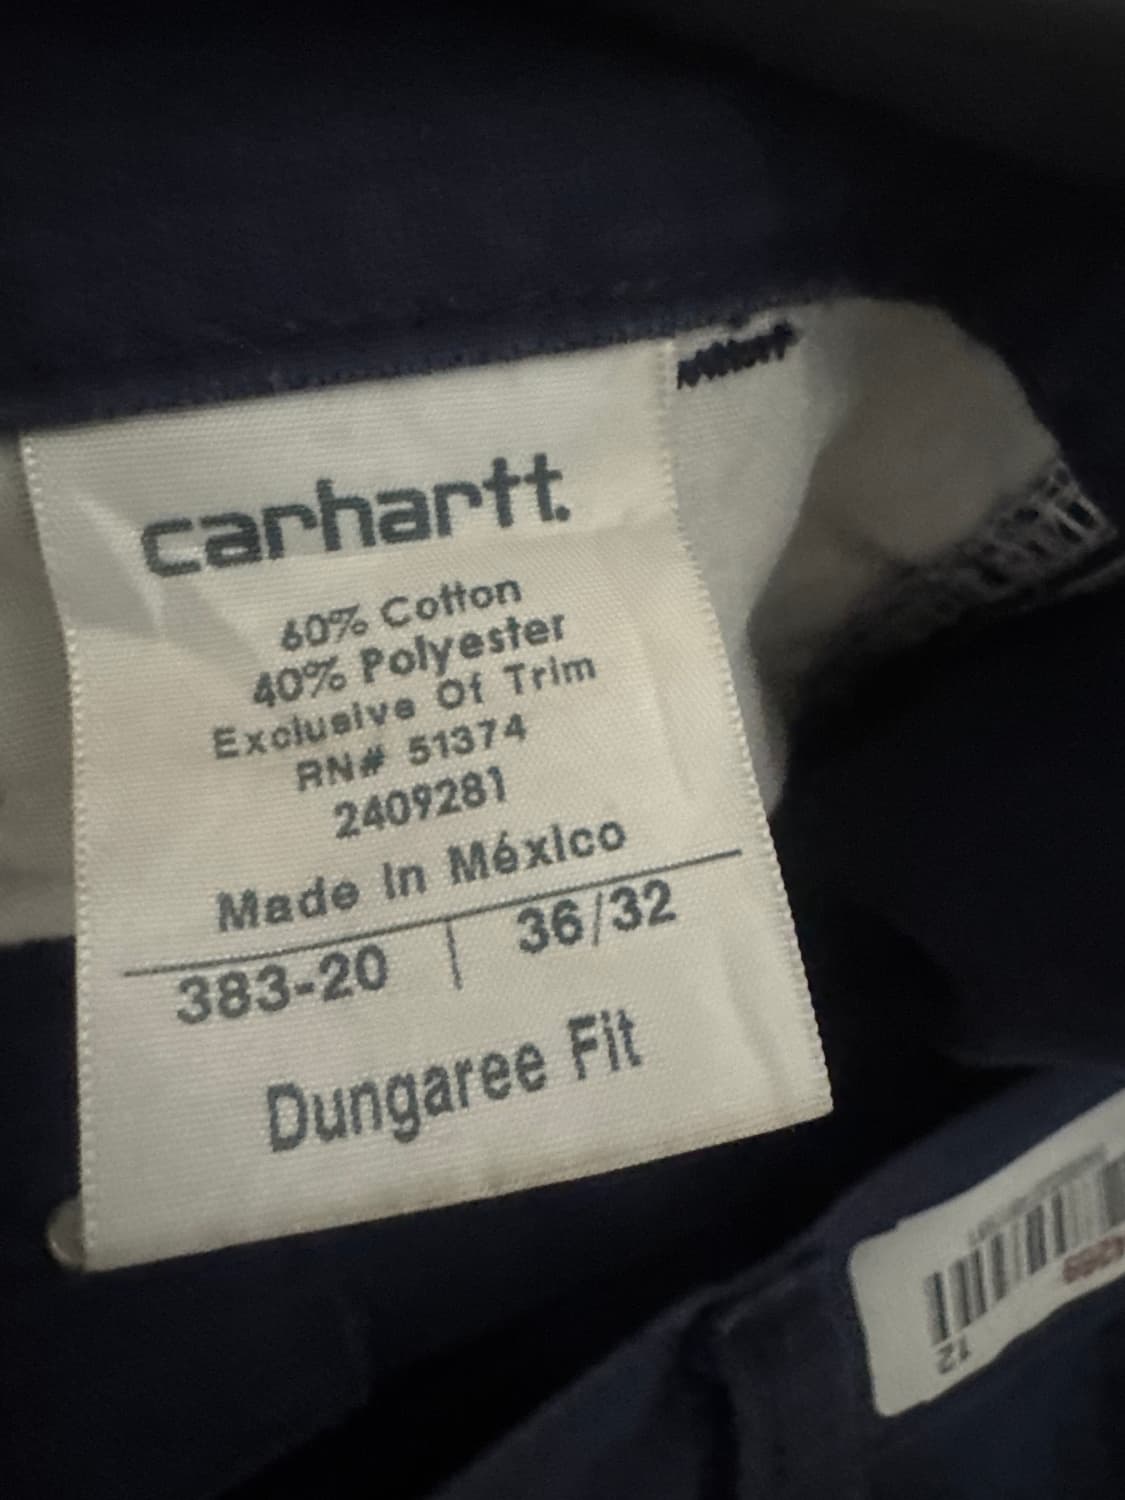 carhartt.
60% Cotton
40% Polyester
Exclusive Of Trim
RN# 51374
2409281
Made In México
383-20 | 36/32
Dungaree Fit
12